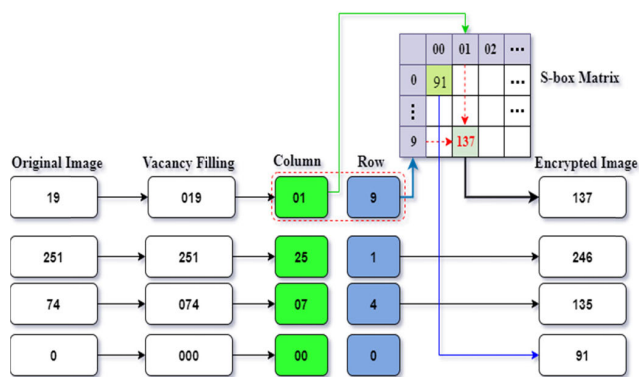 00 01 02 ...
0 91 ...
⋮ ...
9 137
S-box Matrix
Original Image Vacancy Filling Column Row Encrypted Image
19 019 01 9 137
251 251 25 1 246
74 074 07 4 135
0 000 00 0 91